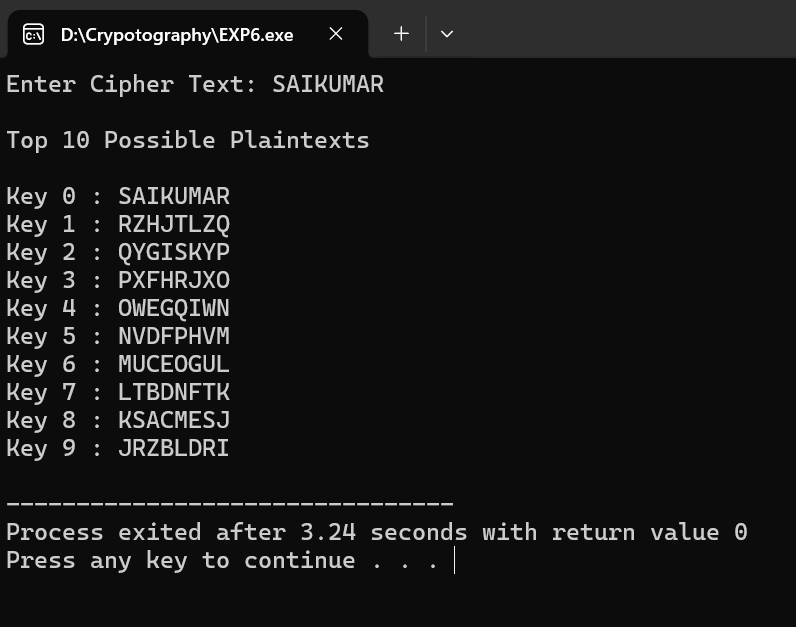 D:\Crypotography\EXP6.exe
Enter Cipher Text: SAIKUMAR
Top 10 Possible Plaintexts
Key 0 : SAIKUMAR
Key 1 : RZHJTLZQ
Key 2 : QYGISKYP
Key 3 : PXFHRJXO
Key 4 : OWEGQIWN
Key 5 : NVDFPHVM
Key 6 : MUCEOGUL
Key 7 : LTBDNFTK
Key 8 : KSACMESJ
Key 9 : JRZBLDRI
--------------------------------
Process exited after 3.24 seconds with return value 0
Press any key to continue . . .